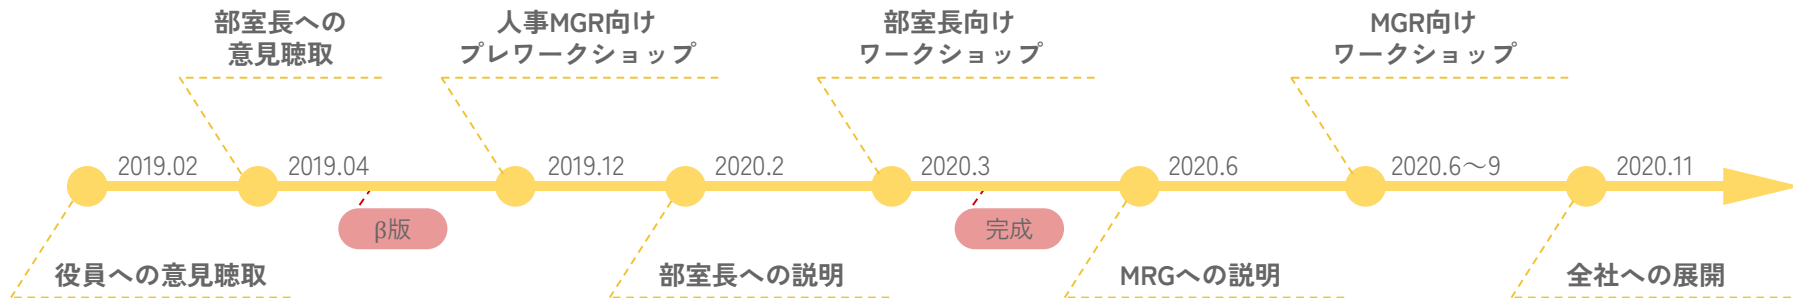 部室長への
意見聴取
人事MGR向け
プレワークショップ
部室長向け
ワークショップ
MGR向け
ワークショップ
2019.02
2019.04
2019.12
2020.2
2020.3
2020.6
2020.6〜9
2020.11
β版
完成
役員への意見聴取
部室長への説明
MRGへの説明
全社への展開